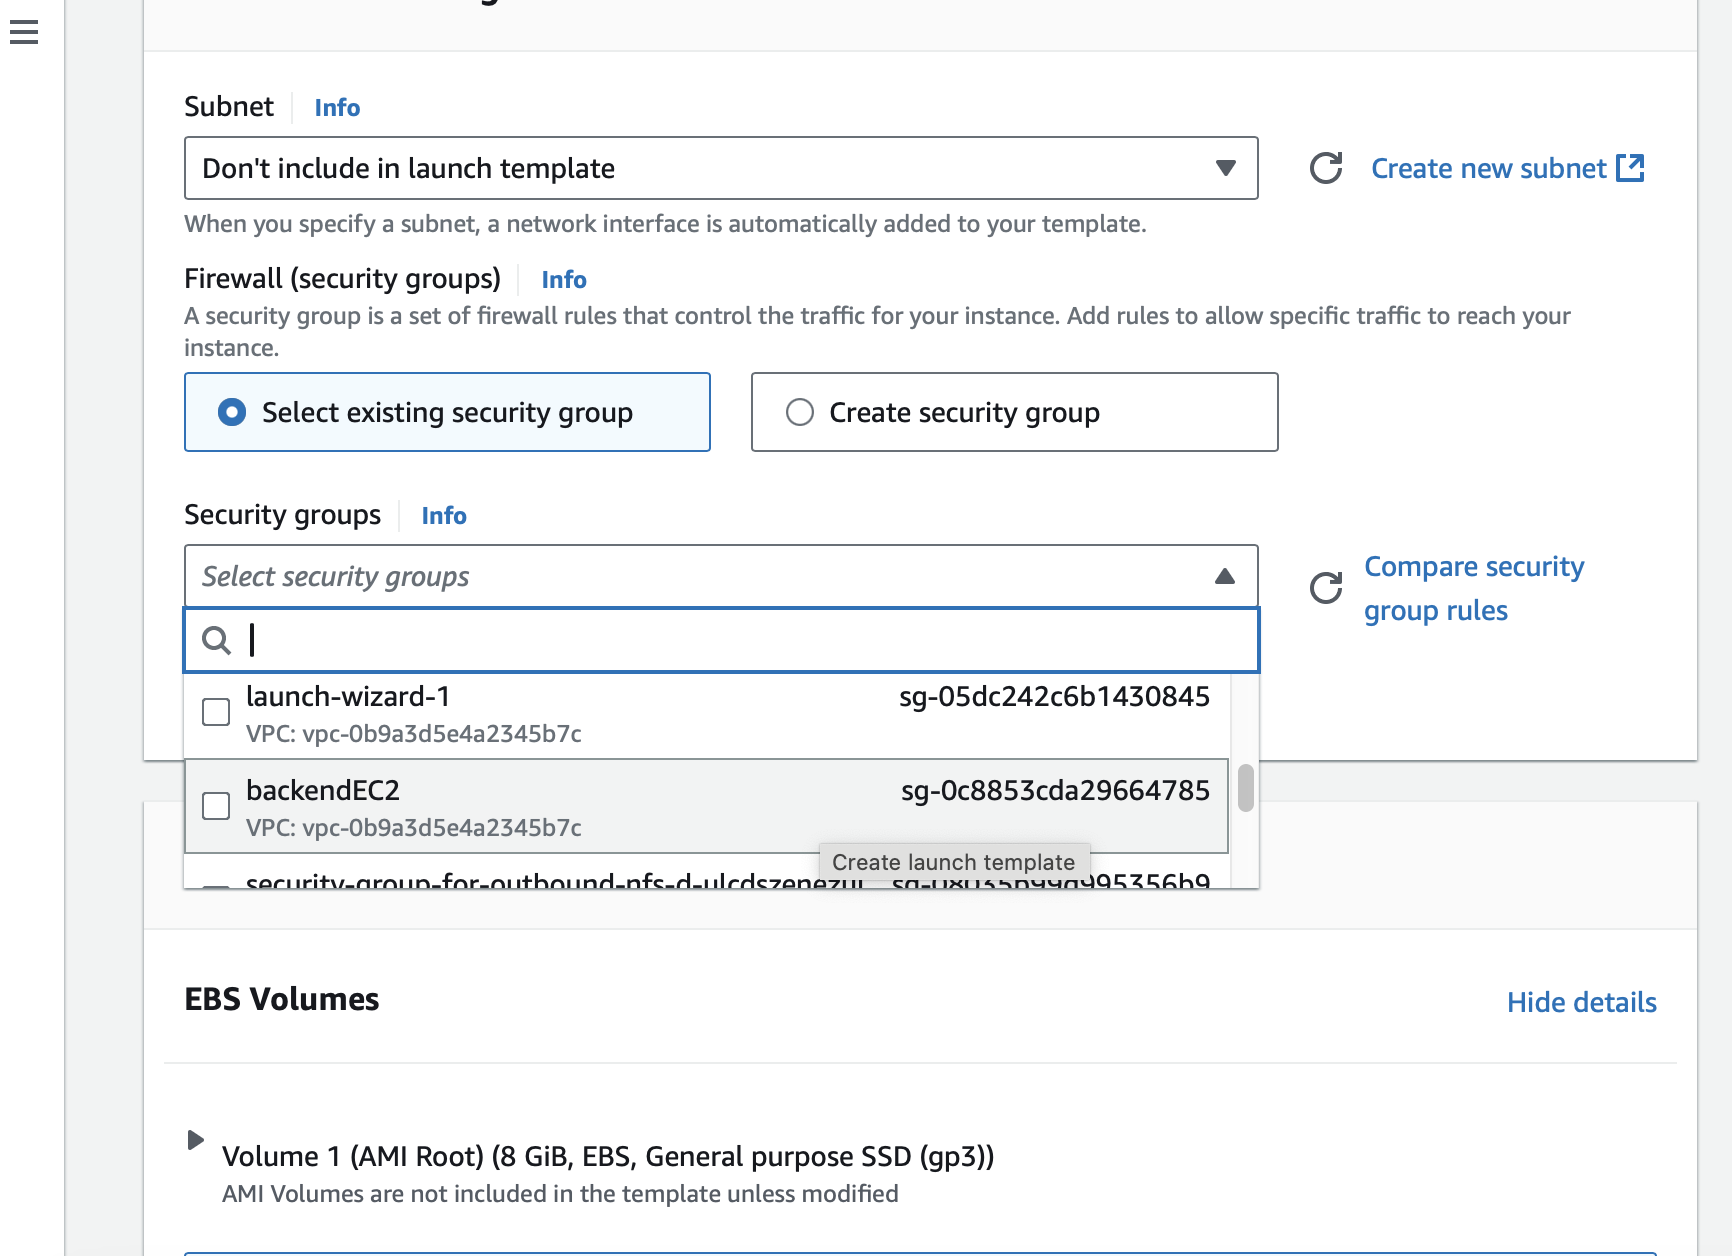 Subnet Info
Don't include in launch template
Create new subnet
When you specify a subnet, a network interface is automatically added to your template.
Firewall (security groups) Info
A security group is a set of firewall rules that control the traffic for your instance. Add rules to allow specific traffic to reach your
instance.
Select existing security group
Create security group
Security groups Info
Select security groups
Compare security
group rules
launch-wizard-1 sg-05dc242c6b1430845
VPC: vpc-0b9a3d5e4a2345b7c
backendEC2 sg-0c8853cda29664785
VPC: vpc-0b9a3d5e4a2345b7c
Create launch template
EBS Volumes
Hide details
Volume 1 (AMI Root) (8 GiB, EBS, General purpose SSD (gp3))
AMI Volumes are not included in the template unless modified